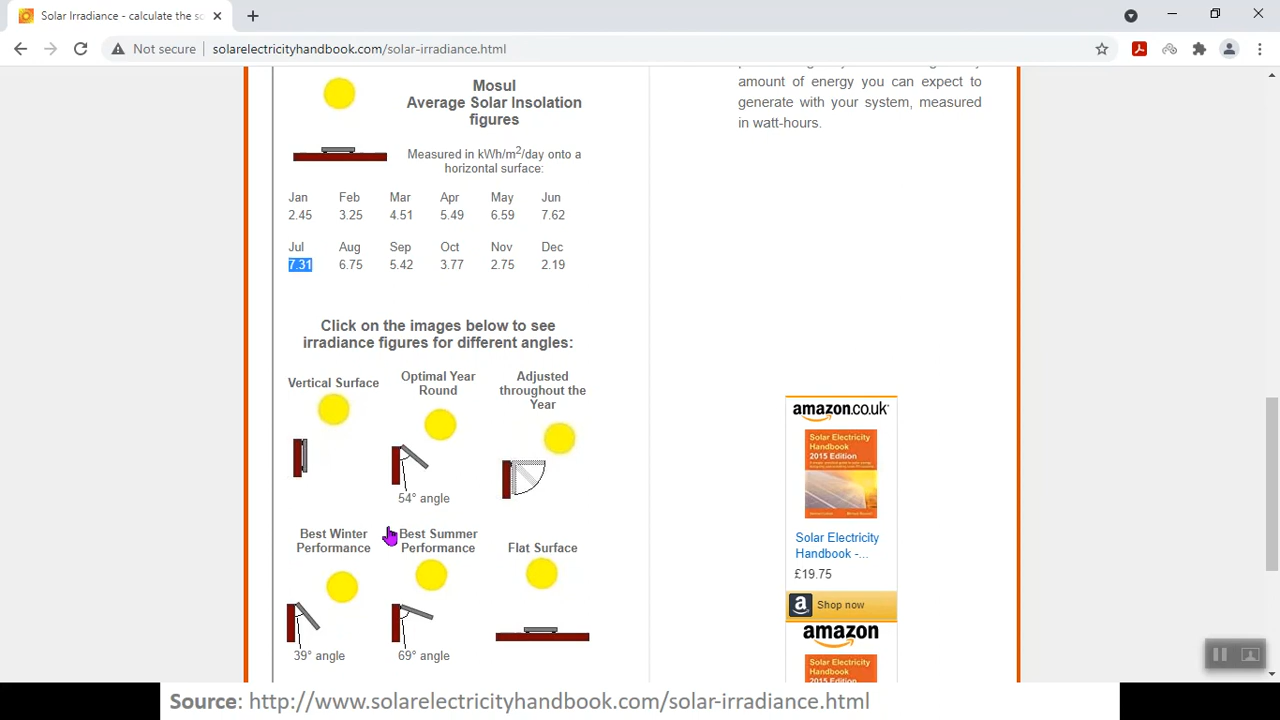 Solar Irradiance - calculate the so
Not secure
solarelectricityhandbook.com/solar-irradiance.html
Mosul
Average Solar Insolation
figures
Measured in kWh/m2/day onto a
horizontal surface:
Jan Feb Mar Apr May Jun
2.45 3.25 4.51 5.49 6.59 7.62
Jul Aug Sep Oct Nov Dec
7.31 6.75 5.42 3.77 2.75 2.19
Click on the images below to see
irradiance figures for different angles:
Vertical Surface
Optimal Year
Round
Adjusted
throughout the
Year
54° angle
Best Winter
Performance
Best Summer
Performance
Flat Surface
39° angle
69° angle
amount of energy you can expect to
generate with your system, measured
in watt-hours.
amazon.co.uk
Solar Electricity
Handbook
2015 Edition
Solar Electricity
Handbook -...
£19.75
Shop now
amazon
Solar Electricity
Handbook
2015 Edition
Source: http://www.solarelectricityhandbook.com/solar-irradiance.html